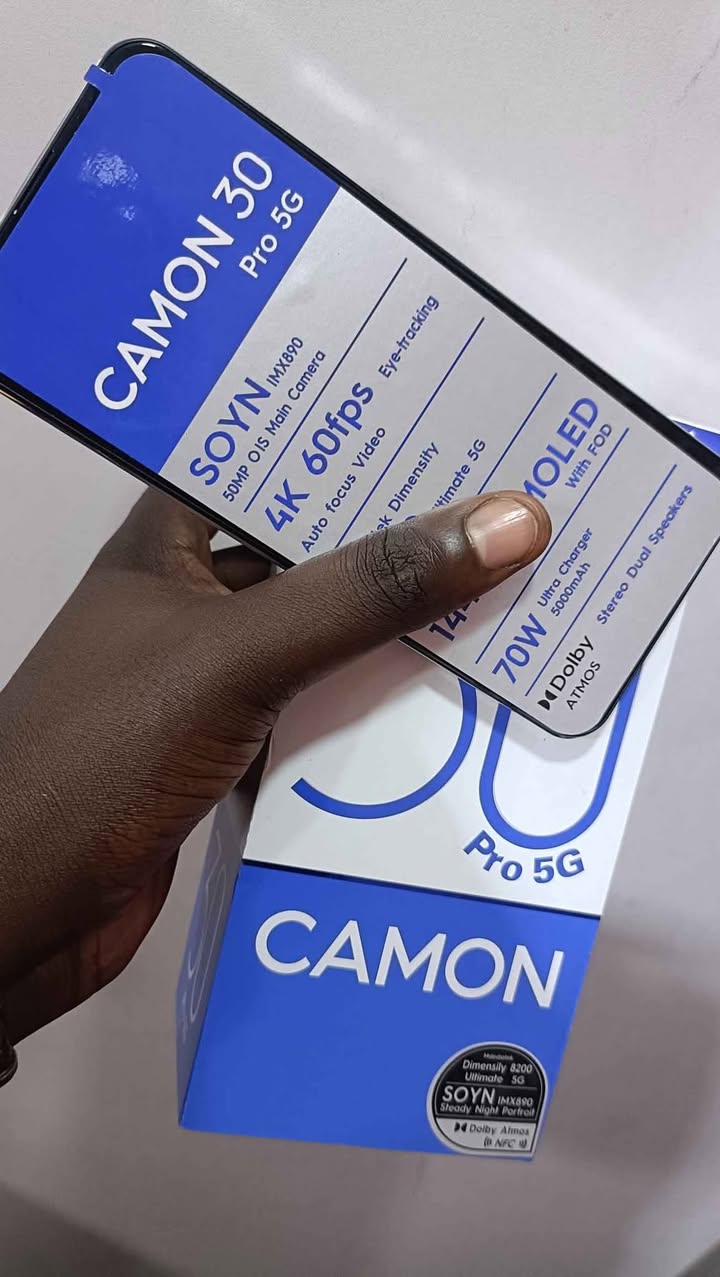 CAMON 30
Pro 5G
SOYN IMX890
50MP OIS Main Camera
4K 60fps Eye-tracking
Auto focus Video
Dimensity
5G
With FOD
70W Ultra Charger
5000mAh
Dolby Stereo Dual Speakers
ATMOS
Pro 5G
CAMON
Dimensily 8200
Ultimate 5G
SOYN IMX890
Steady Night Portrait
Dolby Atmos
NFC